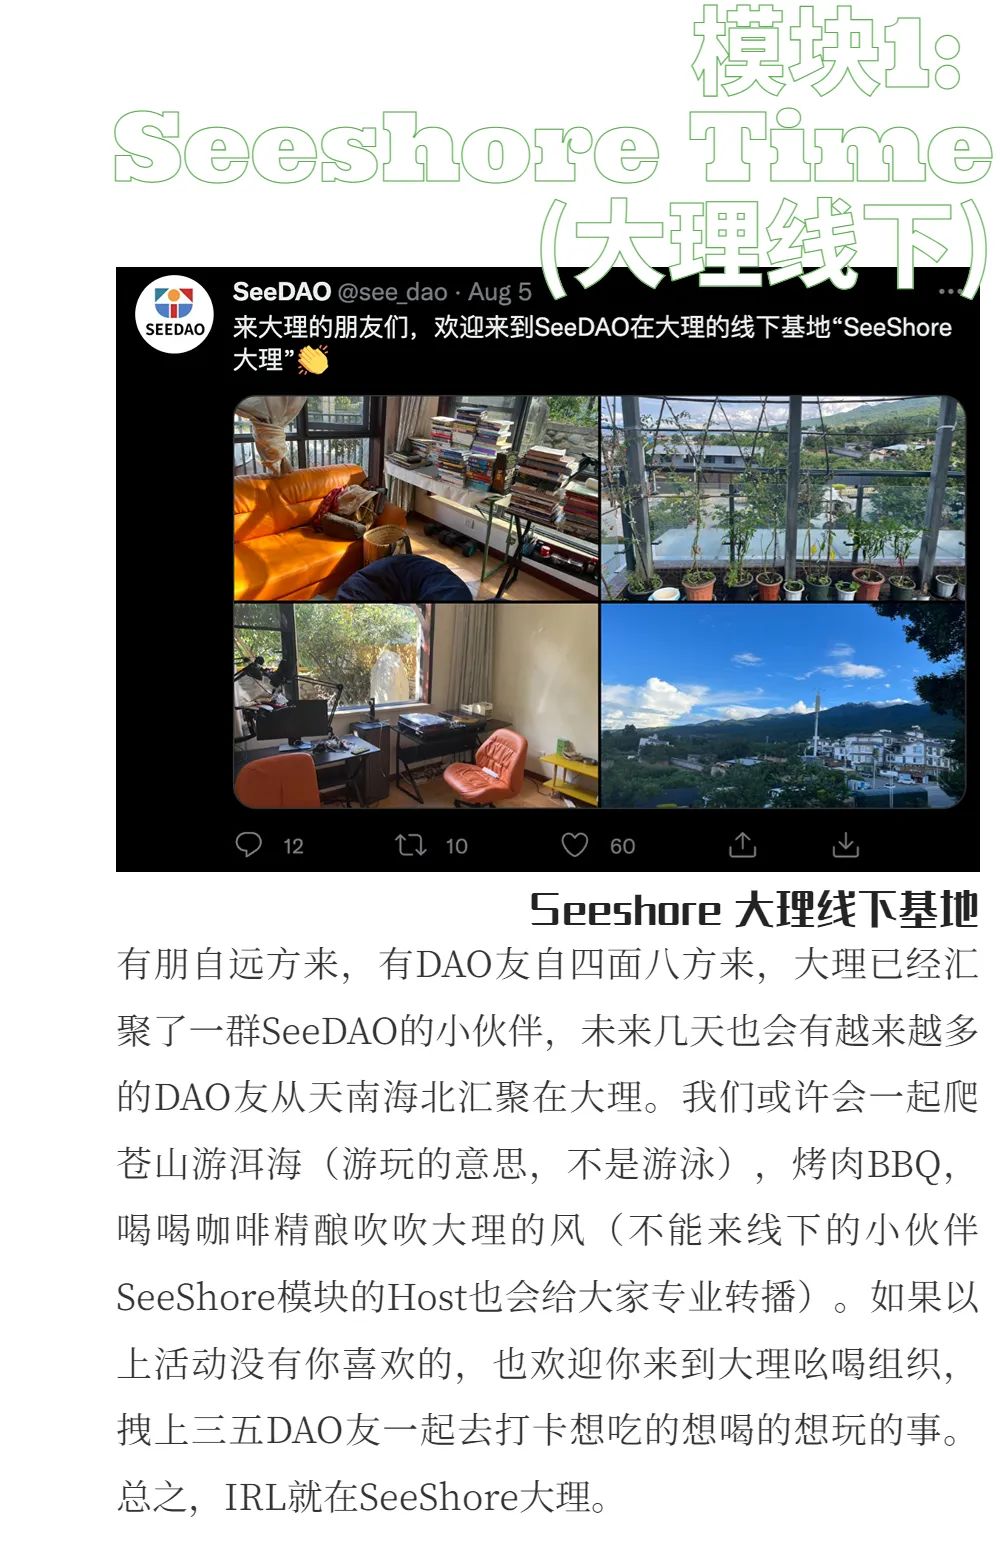 模块1:
Seeshore Time
(大理线下)
SEEDAO
SeeDAO @see_dao · Aug 5
来大理的朋友们，欢迎来到SeeDAO在大理的线下基地“SeeShore
大理”👏
12 10 60
Seeshore 大理线下基地
有朋自远方来，有DAO友自四面八方来，大理已经汇
聚了一群SeeDAO的小伙伴，未来几天也会有越来越多
的DAO友从天南海北汇聚在大理。我们或许会一起爬
苍山游洱海（游玩的意思，不是游泳），烤肉BBQ，
喝喝咖啡精酿吹吹大理的风（不能来线下的小伙伴
SeeShore模块的Host也会给大家专业转播）。如果以
上活动没有你喜欢的，也欢迎你来到大理吆喝组织，
拽上三五DAO友一起去打卡想吃的想喝的想玩的事。
总之，IRL就在SeeShore大理。